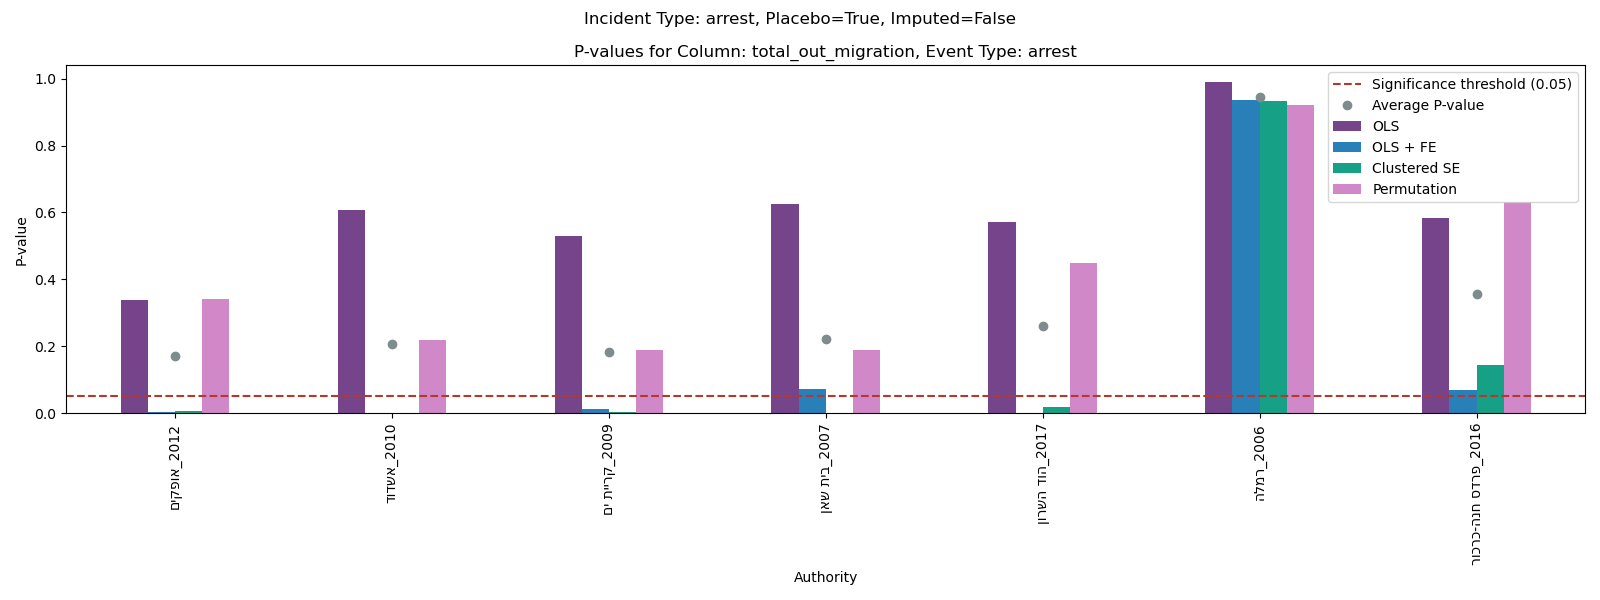 Incident Type: arrest, Placebo=True, Imputed=False
P-values for Column: total_out_migration, Event Type: arrest
Significance threshold (0.05)
Average P-value
OLS
OLS + FE
Clustered SE
Permutation
P-value
1.0
0.8
0.6
0.4
0.2
0.0
אופקים_2012
אשדוד_2010
קריית ים_2009
בית שאן_2007
הוד השרון_2017
רמלה_2006
פרדס חנה-כרכור_2016
Authority